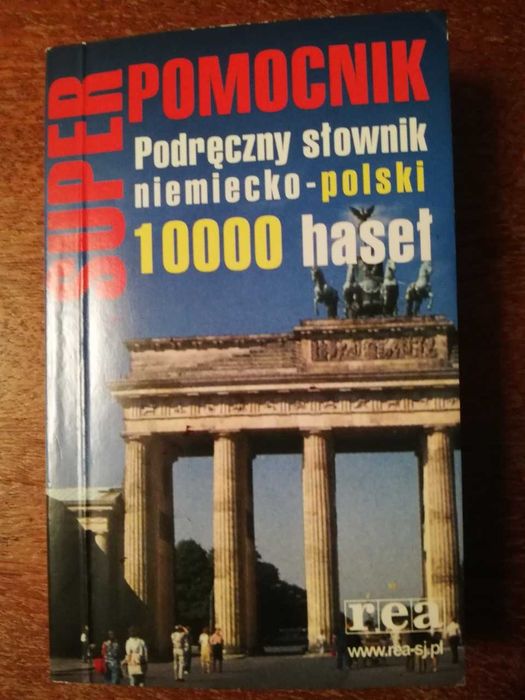 SUPER
POMOCNIK
Podręczny słownik
niemiecko-polski
10000 haseł
rea
www.rea-sj.pl